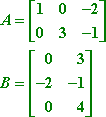 A = [1 0 −2
0 3 −1]
B = [0 3
−2 −1
0 4]